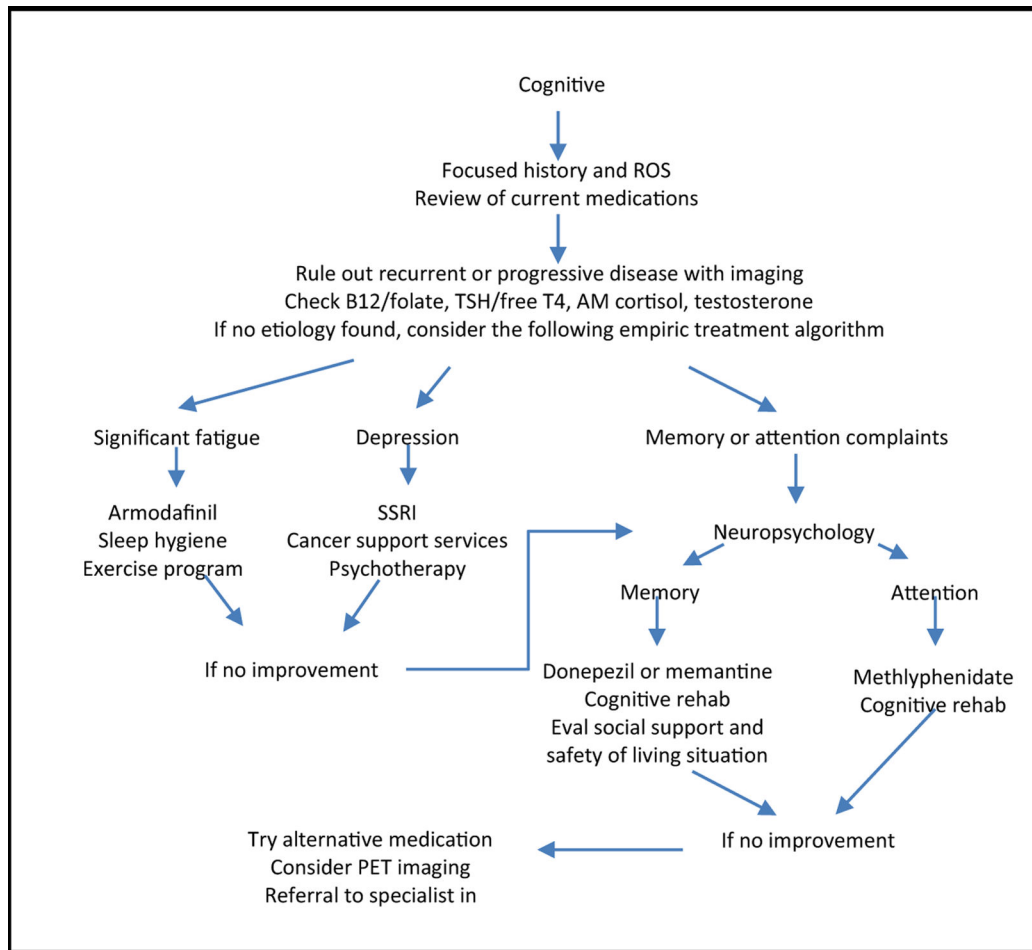 Cognitive
Focused history and ROS
Review of current medications
Rule out recurrent or progressive disease with imaging
Check B12/folate, TSH/free T4, AM cortisol, testosterone
If no etiology found, consider the following empiric treatment algorithm
Significant fatigue
Depression
Memory or attention complaints
Armodafinil
Sleep hygiene
Exercise program
SSRI
Cancer support services
Psychotherapy
Neuropsychology
Memory
Attention
If no improvement
Donepezil or memantine
Cognitive rehab
Eval social support and
safety of living situation
Methlyphenidate
Cognitive rehab
If no improvement
Try alternative medication
Consider PET imaging
Referral to specialist in